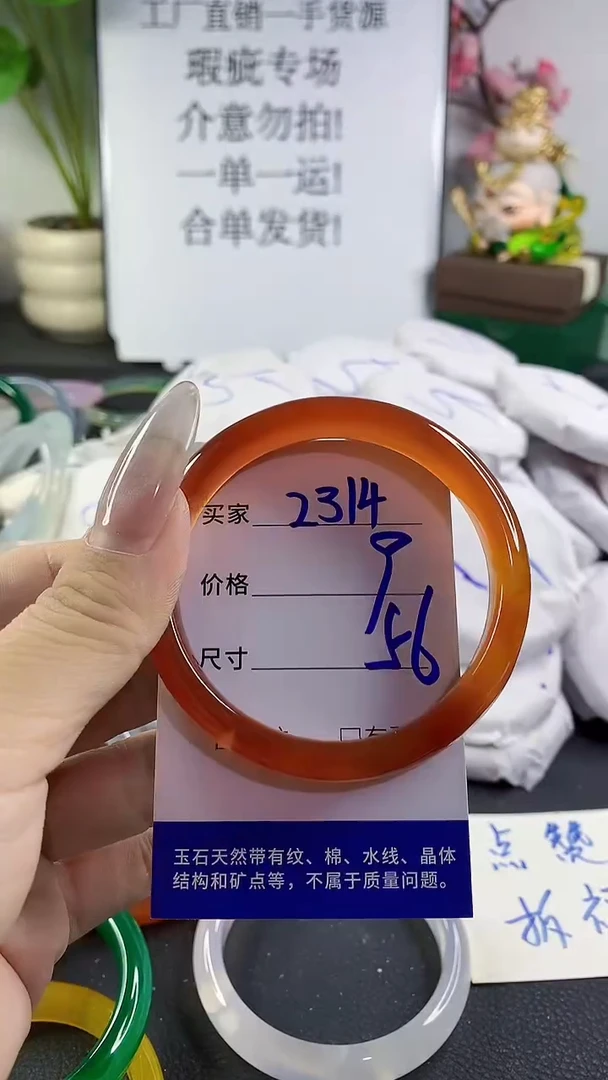 工厂直销一手货源
瑕疵专场
介意勿拍!
一单一运!
合单发货!
买家 2314
价格 9
尺寸 56
玉石天然带有纹、棉、水线、晶体
结构和矿点等，不属于质量问题。
点赞
拆